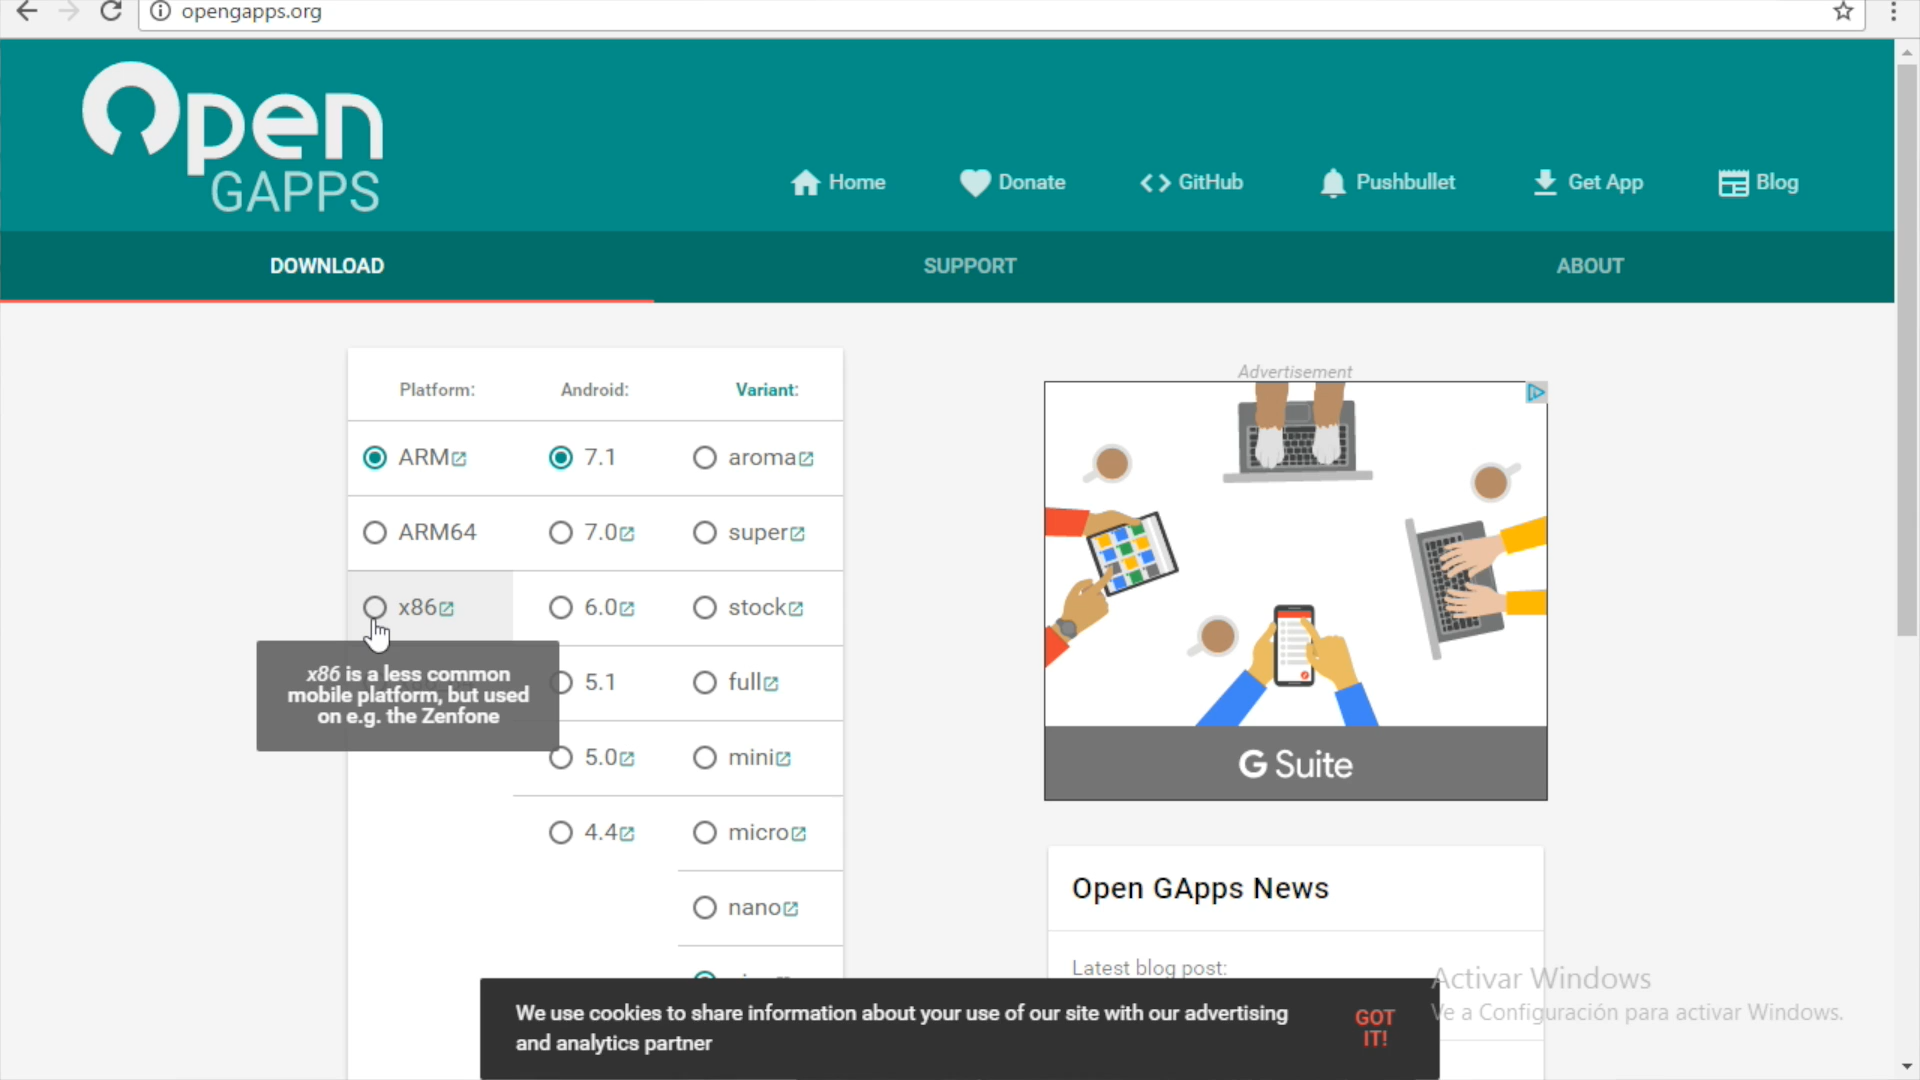 opengapps.org
Open
GAPPS
Home
Donate
GitHub
Pushbullet
Get App
Blog
DOWNLOAD
SUPPORT
ABOUT
Platform:
Android:
Variant:
ARM
7.1
aroma
ARM64
7.0
super
x86
6.0
stock
x86 is a less common
mobile platform, but used
on e.g. the Zenfone
5.1
full
5.0
mini
4.4
micro
nano
Advertisement
G Suite
Open GApps News
Latest blog post:
We use cookies to share information about your use of our site with our advertising
and analytics partner
GOT
IT!
Activar Windows
Ve a Configuración para activar Windows.